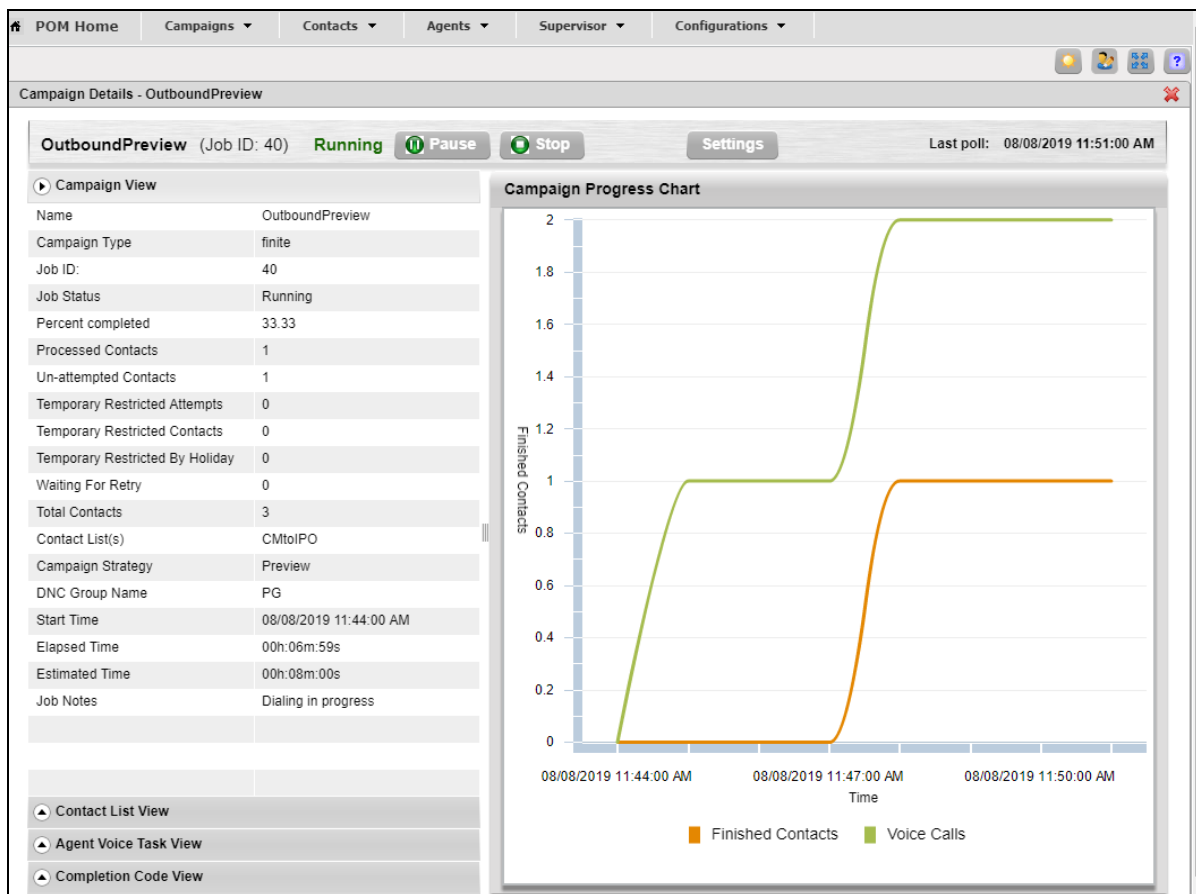 POM Home Campaigns Contacts Agents Supervisor Configurations
?
Campaign Details - OutboundPreview
OutboundPreview (Job ID: 40) Running Pause Stop Settings Last poll: 08/08/2019 11:51:00 AM
Campaign View
Name OutboundPreview
Campaign Type finite
Job ID: 40
Job Status Running
Percent completed 33.33
Processed Contacts 1
Un-attempted Contacts 1
Temporary Restricted Attempts 0
Temporary Restricted Contacts 0
Temporary Restricted By Holiday 0
Waiting For Retry 0
Total Contacts 3
Contact List(s) CMtoIPO
Campaign Strategy Preview
DNC Group Name PG
Start Time 08/08/2019 11:44:00 AM
Elapsed Time 00h:06m:59s
Estimated Time 00h:08m:00s
Job Notes Dialing in progress
Contact List View
Agent Voice Task View
Completion Code View
Campaign Progress Chart
2
1.8
1.6
1.4
1.2
1
0.8
0.6
0.4
0.2
0
Finished Contacts
08/08/2019 11:44:00 AM 08/08/2019 11:47:00 AM 08/08/2019 11:50:00 AM
Time
Finished Contacts Voice Calls